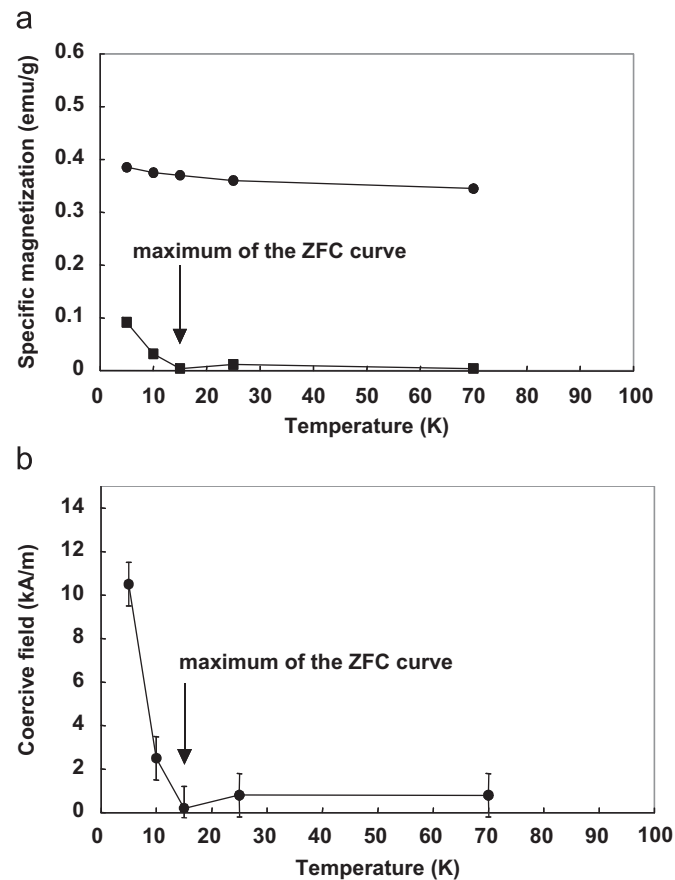 a
Specific magnetization (emu/g)
0.6
0.5
0.4
0.3
0.2
0.1
0
maximum of the ZFC curve
0 10 20 30 40 50 60 70 80 90 100
Temperature (K)
b
Coercive field (kA/m)
14
12
10
8
6
4
2
0
maximum of the ZFC curve
0 10 20 30 40 50 60 70 80 90 100
Temperature (K)